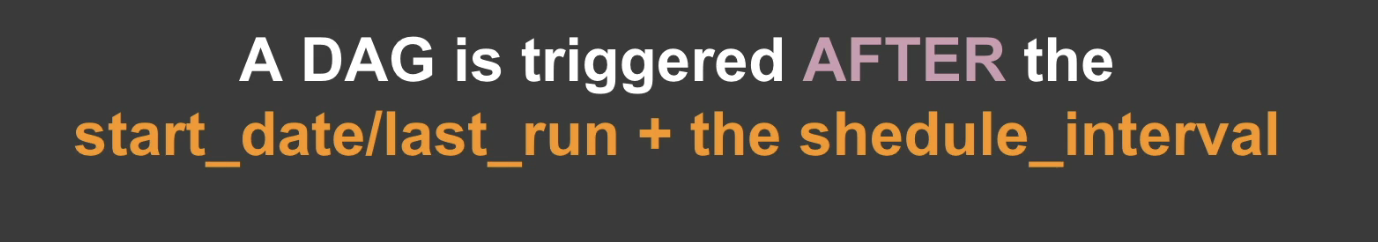 A DAG is triggered AFTER the
start_date/last_run + the shedule_interval